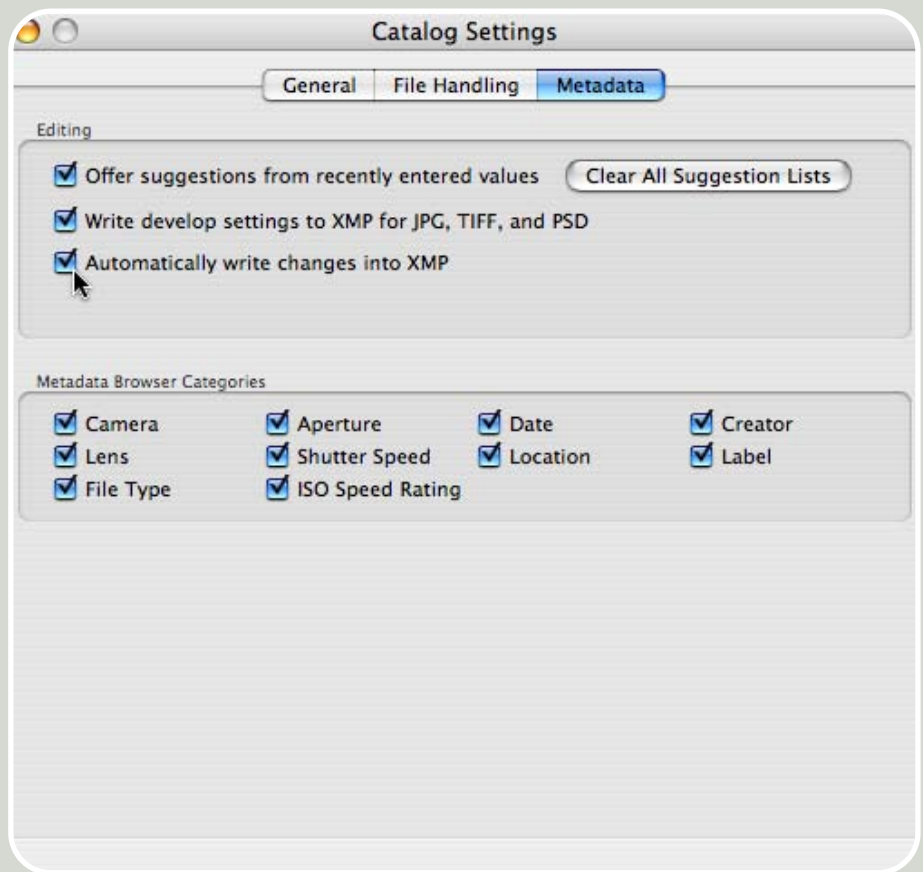 Catalog Settings
General File Handling Metadata
Editing
Offer suggestions from recently entered values Clear All Suggestion Lists
Write develop settings to XMP for JPG, TIFF, and PSD
Automatically write changes into XMP
Metadata Browser Categories
Camera Aperture Date Creator
Lens Shutter Speed Location Label
File Type ISO Speed Rating